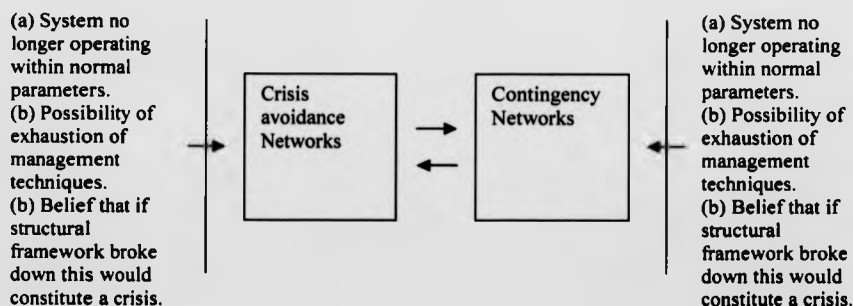 (a) System no
longer operating
within normal
parameters.
(b) Possibility of
exhaustion of
management
techniques.
(b) Belief that if
structural
framework broke
down this would
constitute a crisis.
Crisis
avoidance
Networks
Contingency
Networks
(a) System no
longer operating
within normal
parameters.
(b) Possibility of
exhaustion of
management
techniques.
(b) Belief that if
structural
framework broke
down this would
constitute a crisis.